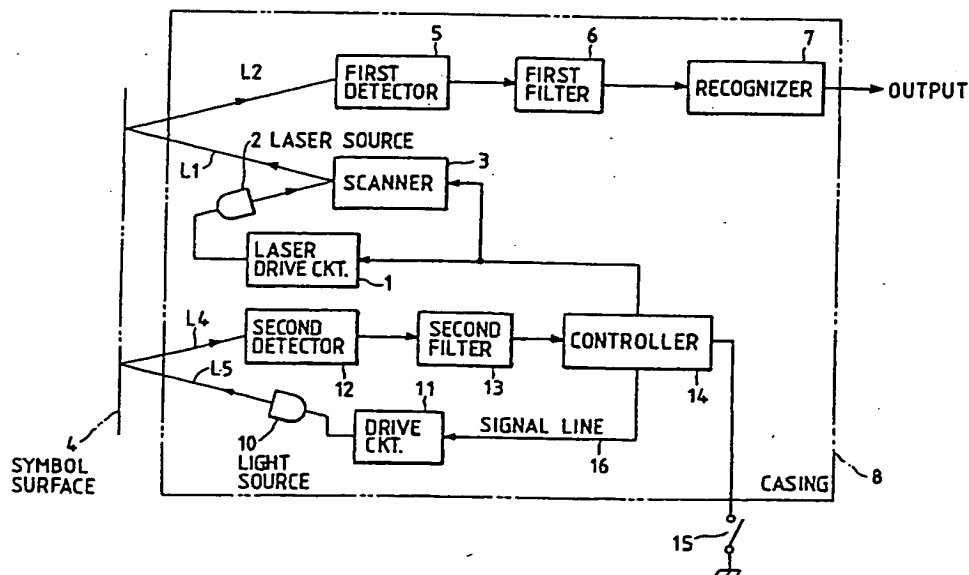 5
6
7
L2
FIRST
DETECTOR
FIRST
FILTER
RECOGNIZER
OUTPUT
2 LASER SOURCE
3
L1
SCANNER
LASER
DRIVE CKT.
1
L4
SECOND
DETECTOR
SECOND
FILTER
CONTROLLER
L5
12
11
13
14
10
LIGHT
SOURCE
DRIVE
CKT.
SIGNAL LINE
16
4
SYMBOL
SURFACE
CASING
8
15